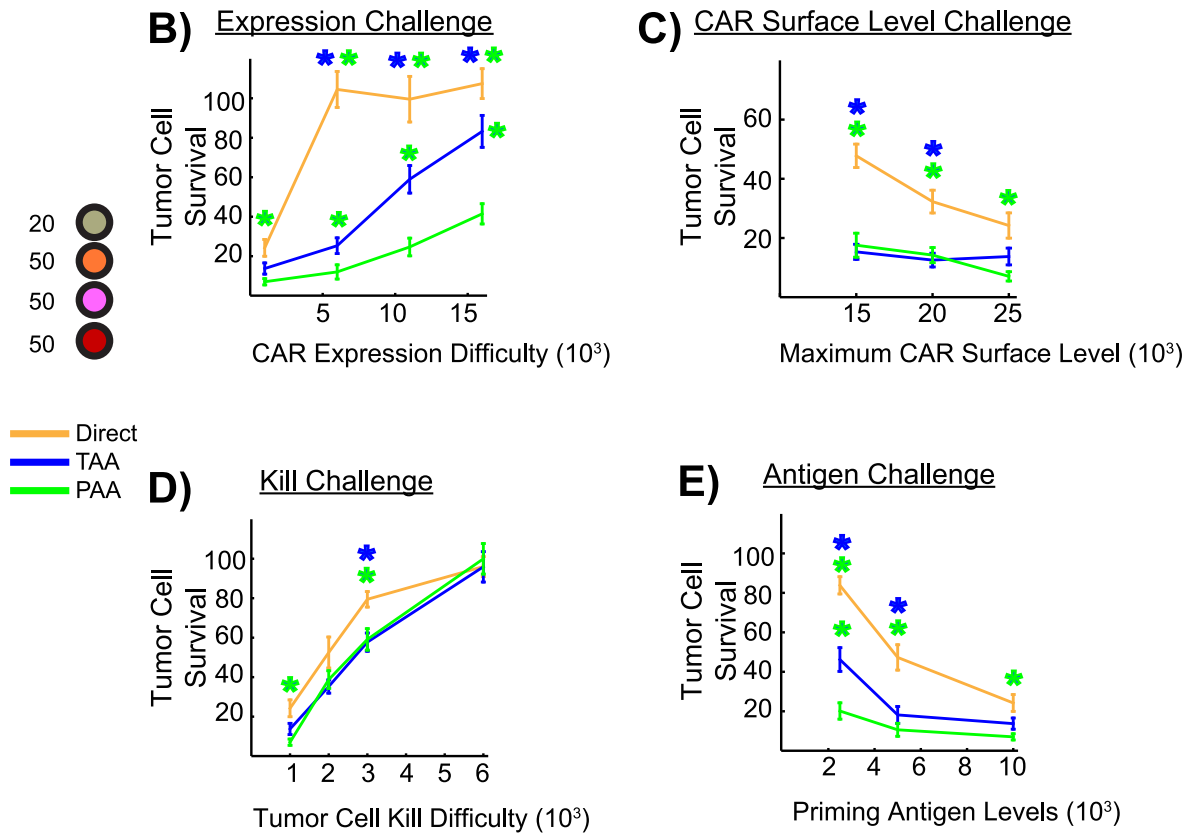 B) Expression Challenge
Tumor Cell
Survival
100
80
60
40
20
5
10
15
CAR Expression Difficulty (10³)
C) CAR Surface Level Challenge
Tumor Cell
Survival
60
40
20
15
20
25
Maximum CAR Surface Level (10³)
20
50
50
50
Direct
TAA
PAA
D) Kill Challenge
Tumor Cell
Survival
100
80
60
40
20
1
2
3
4
5
6
Tumor Cell Kill Difficulty (10³)
E) Antigen Challenge
Tumor Cell
Survival
100
80
60
40
20
2
4
6
8
10
Priming Antigen Levels (10³)